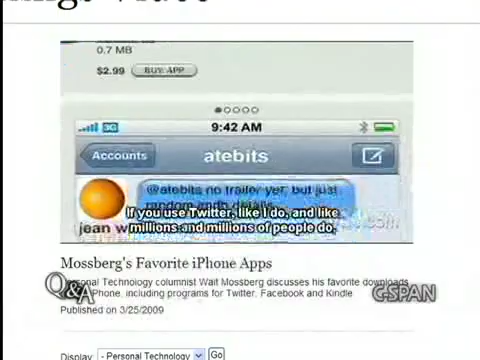 0.7 MB
$2.99 BUY APP
3G 9:42 AM
Accounts atebits
@atebits no trailer yet, but just
If you use Twitter, like I do, and like
jean w
millions and millions of people do,
Mossberg's Favorite iPhone Apps
onal Technology columnist Walt Mossberg discusses his favorite downloads
Phone, including programs for Twitter, Facebook and Kindle
Q&A
C-SPAN
Published on 3/25/2009
Display: - Personal Technology Go